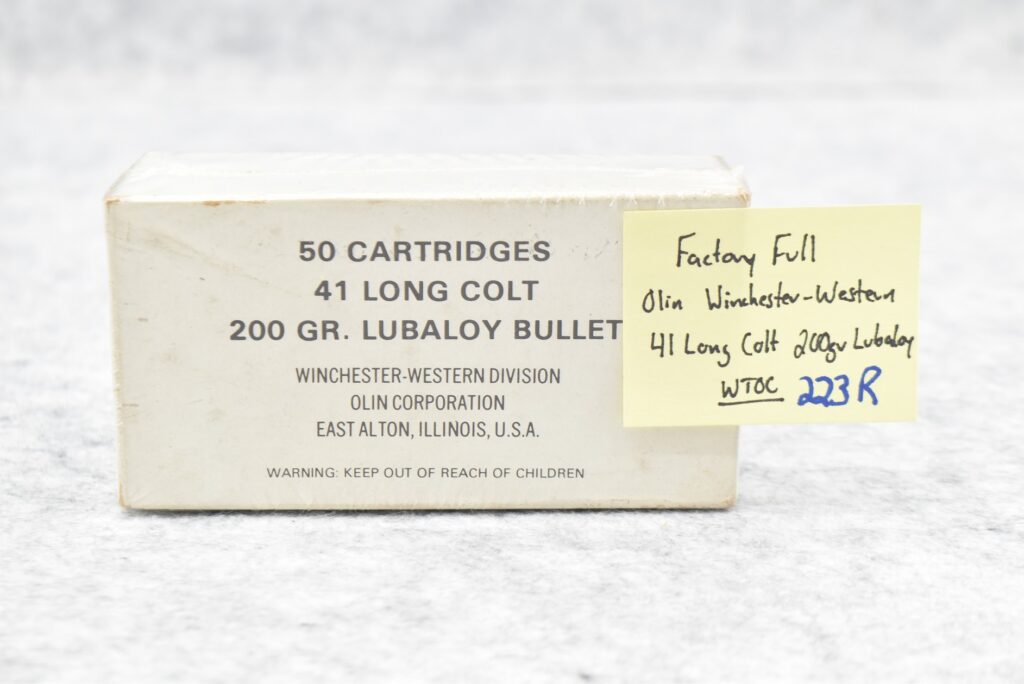 50 CARTRIDGES
41 LONG COLT
200 GR. LUBALOY BULLET
WINCHESTER-WESTERN DIVISION
OLIN CORPORATION
EAST ALTON, ILLINOIS, U.S.A.
WARNING: KEEP OUT OF REACH OF CHILDREN
Factory Full
Olin Winchester-Western
41 Long Colt 200gr Lubaloy
WTOC 223R